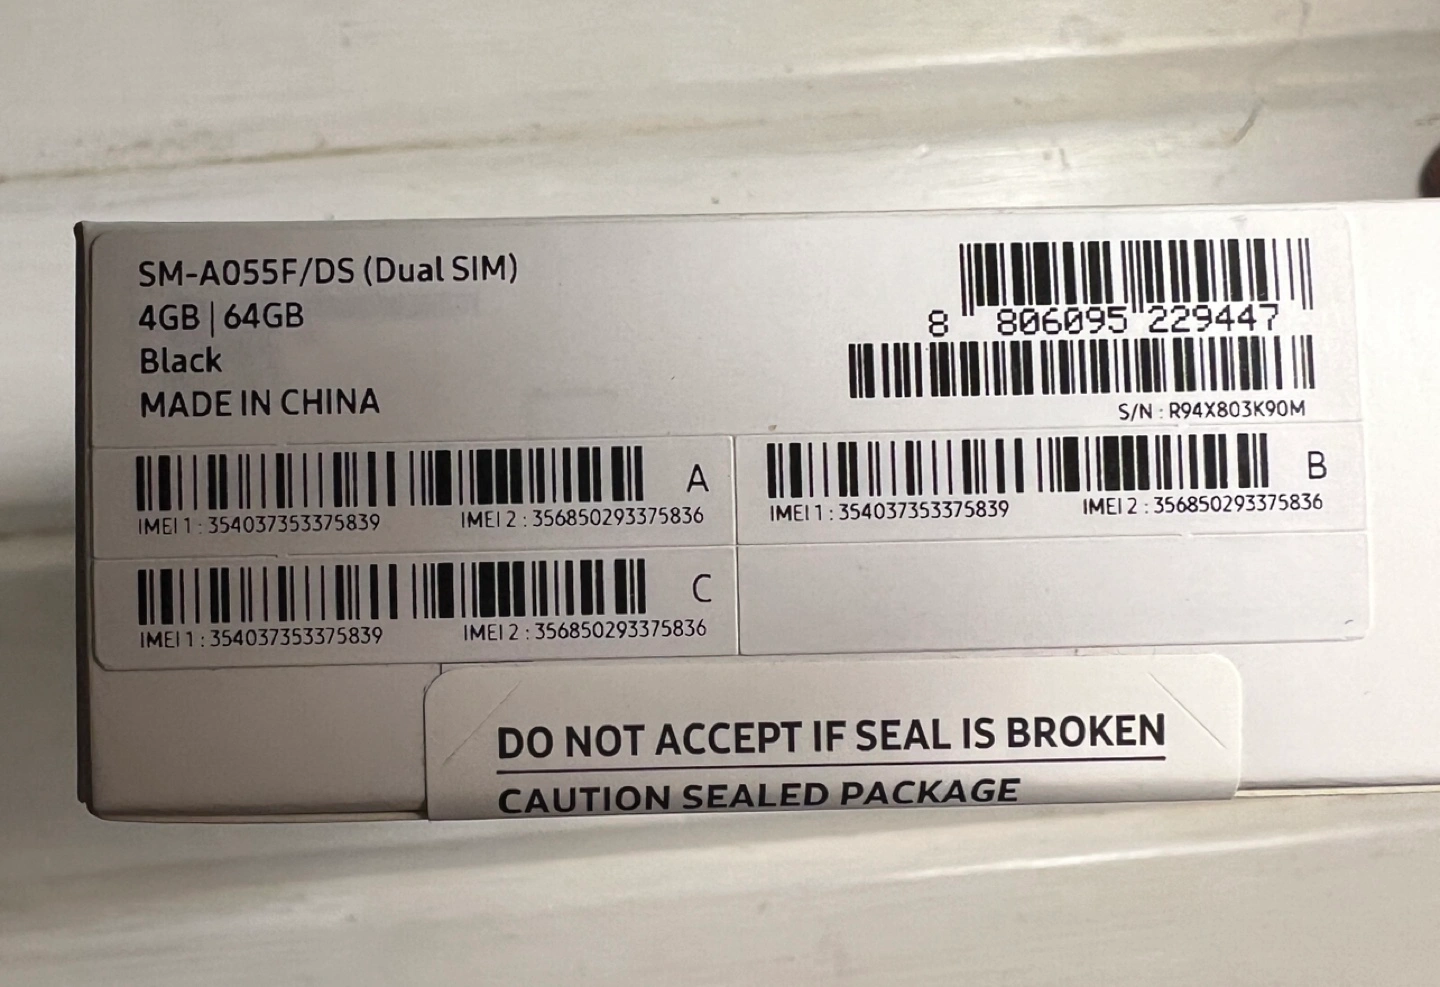 SM-A055F/DS (Dual SIM)
4GB | 64GB
Black
MADE IN CHINA
8 806095 229447
S/N : R94X803K90M
A
IMEI 1 : 354037353375839 IMEI 2 : 356850293375836
B
IMEI 1 : 354037353375839 IMEI 2 : 356850293375836
C
IMEI 1 : 354037353375839 IMEI 2 : 356850293375836
DO NOT ACCEPT IF SEAL IS BROKEN
CAUTION SEALED PACKAGE